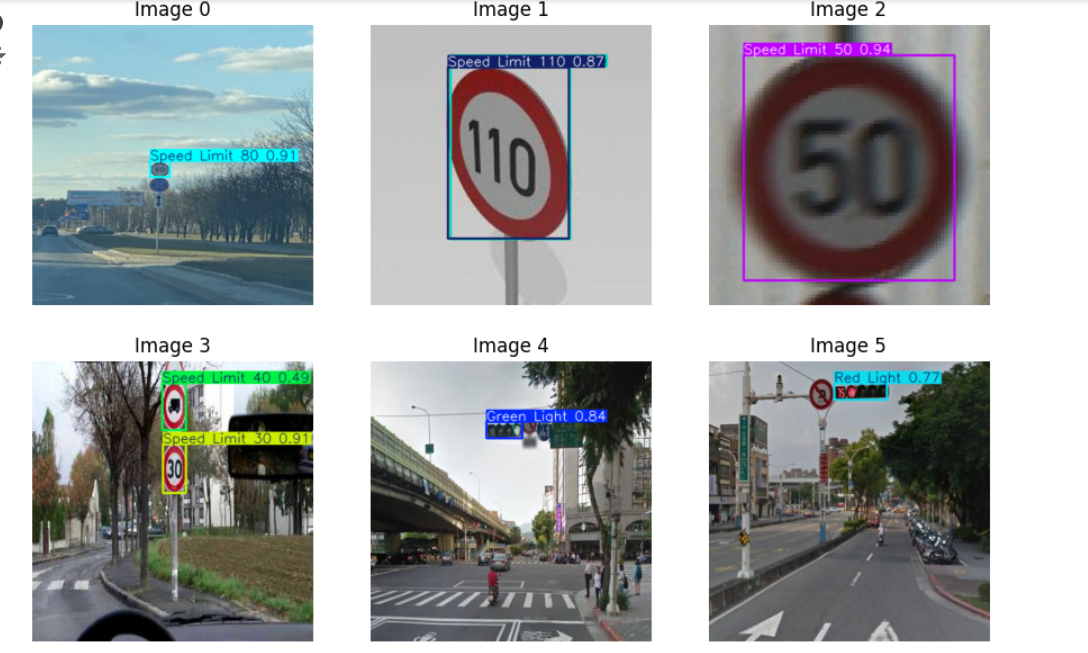 Image 0
Image 1
Image 2
Speed Limit 80 0.91
Speed Limit 110 0.87
110
Speed Limit 50 0.94
50
Image 3
Image 4
Image 5
Speed Limit 40 0.49
Speed Limit 30 0.91
30
Green Light 0.84
Red Light 0.77